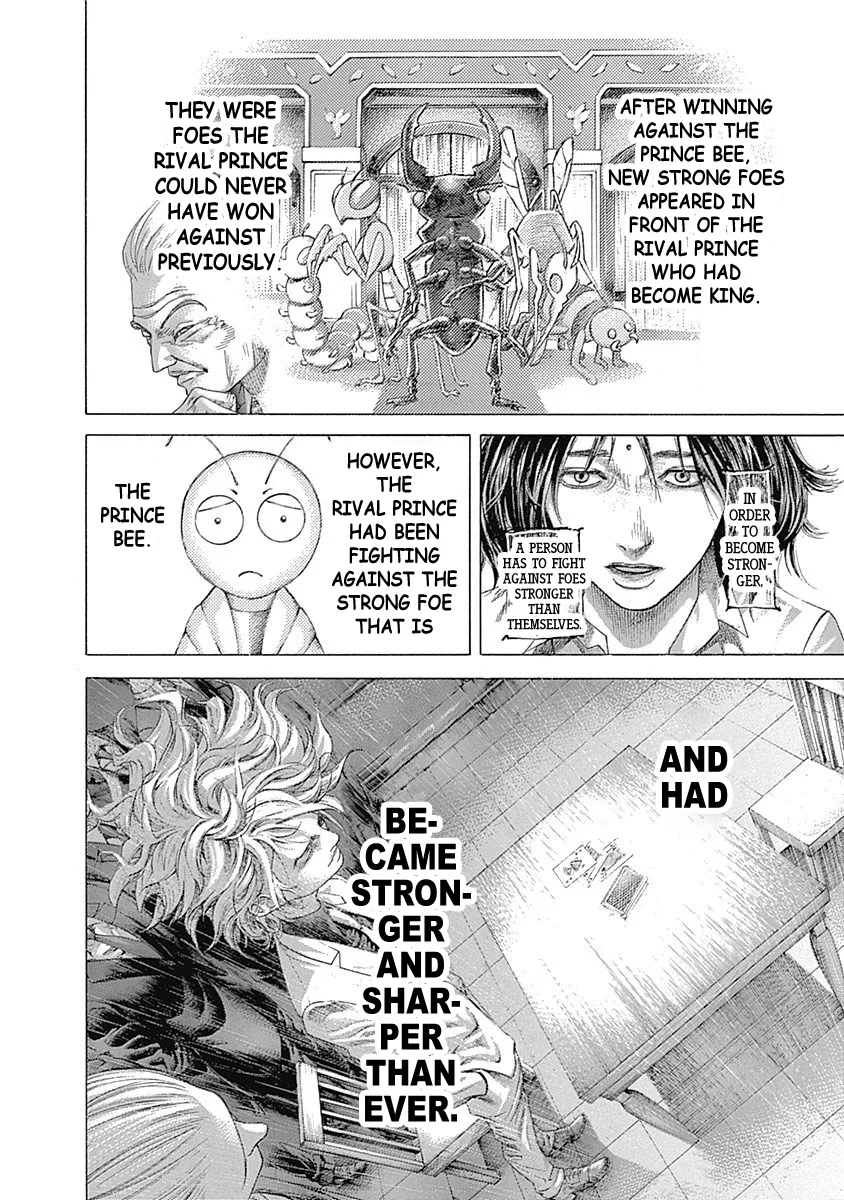 AFTER WINNING
AGAINST THE
PRINCE BEE,
NEW STRONG FOES
APPEARED IN
FRONT OF THE
RIVAL PRINCE
WHO HAD
BECOME KING.
THEY WERE
FOES THE
RIVAL PRINCE
COULD NEVER
HAVE WON
AGAINST
PREVIOUSLY.
IN
ORDER
TO
BECOME
STRON-
GER,
A PERSON
HAS TO FIGHT
AGAINST FOES
STRONGER
THAN
THEMSELVES.
HOWEVER,
THE
RIVAL PRINCE
HAD BEEN
FIGHTING
AGAINST THE
STRONG FOE
THAT IS
THE
PRINCE
BEE.
AND
HAD
BE-
CAME
STRON-
GER
AND
SHAR-
PER
THAN
EVER.